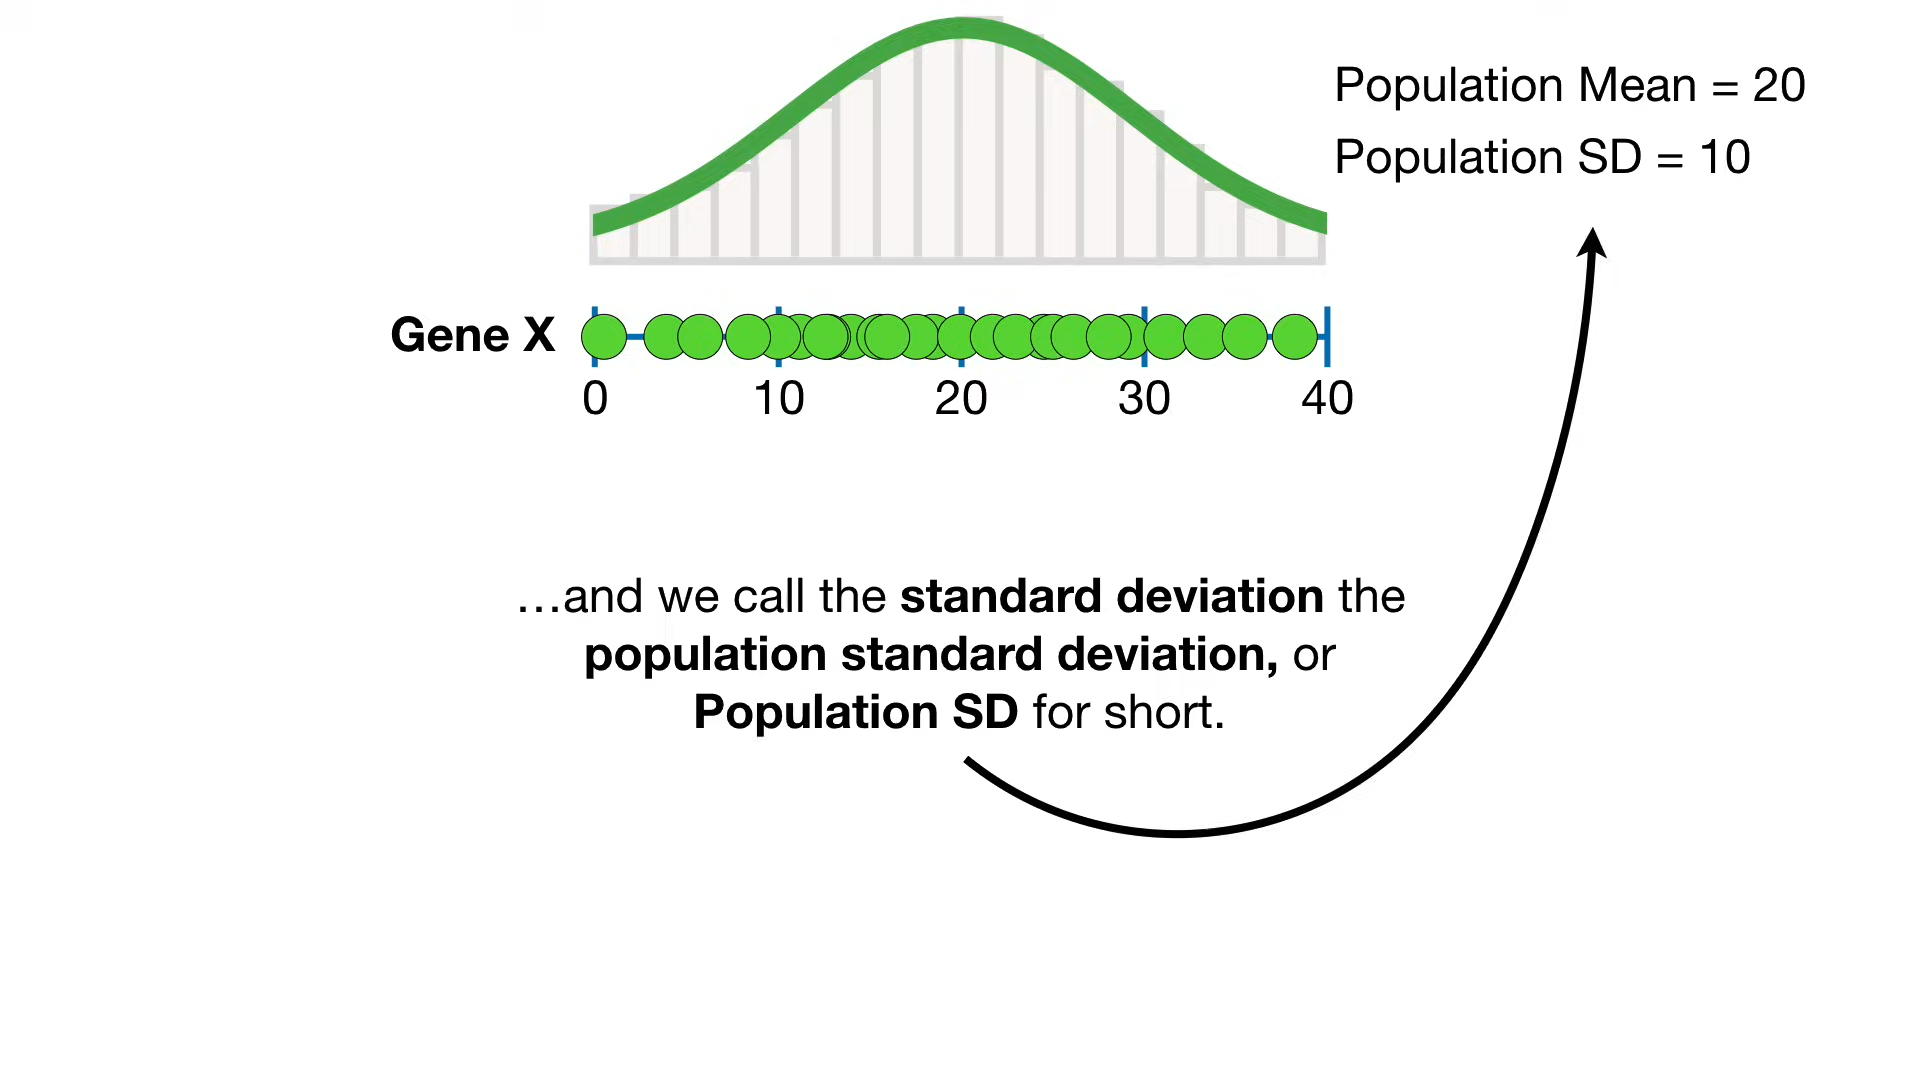 Population Mean = 20
Population SD = 10
Gene X
0 10 20 30 40
…and we call the standard deviation the
population standard deviation, or
Population SD for short.